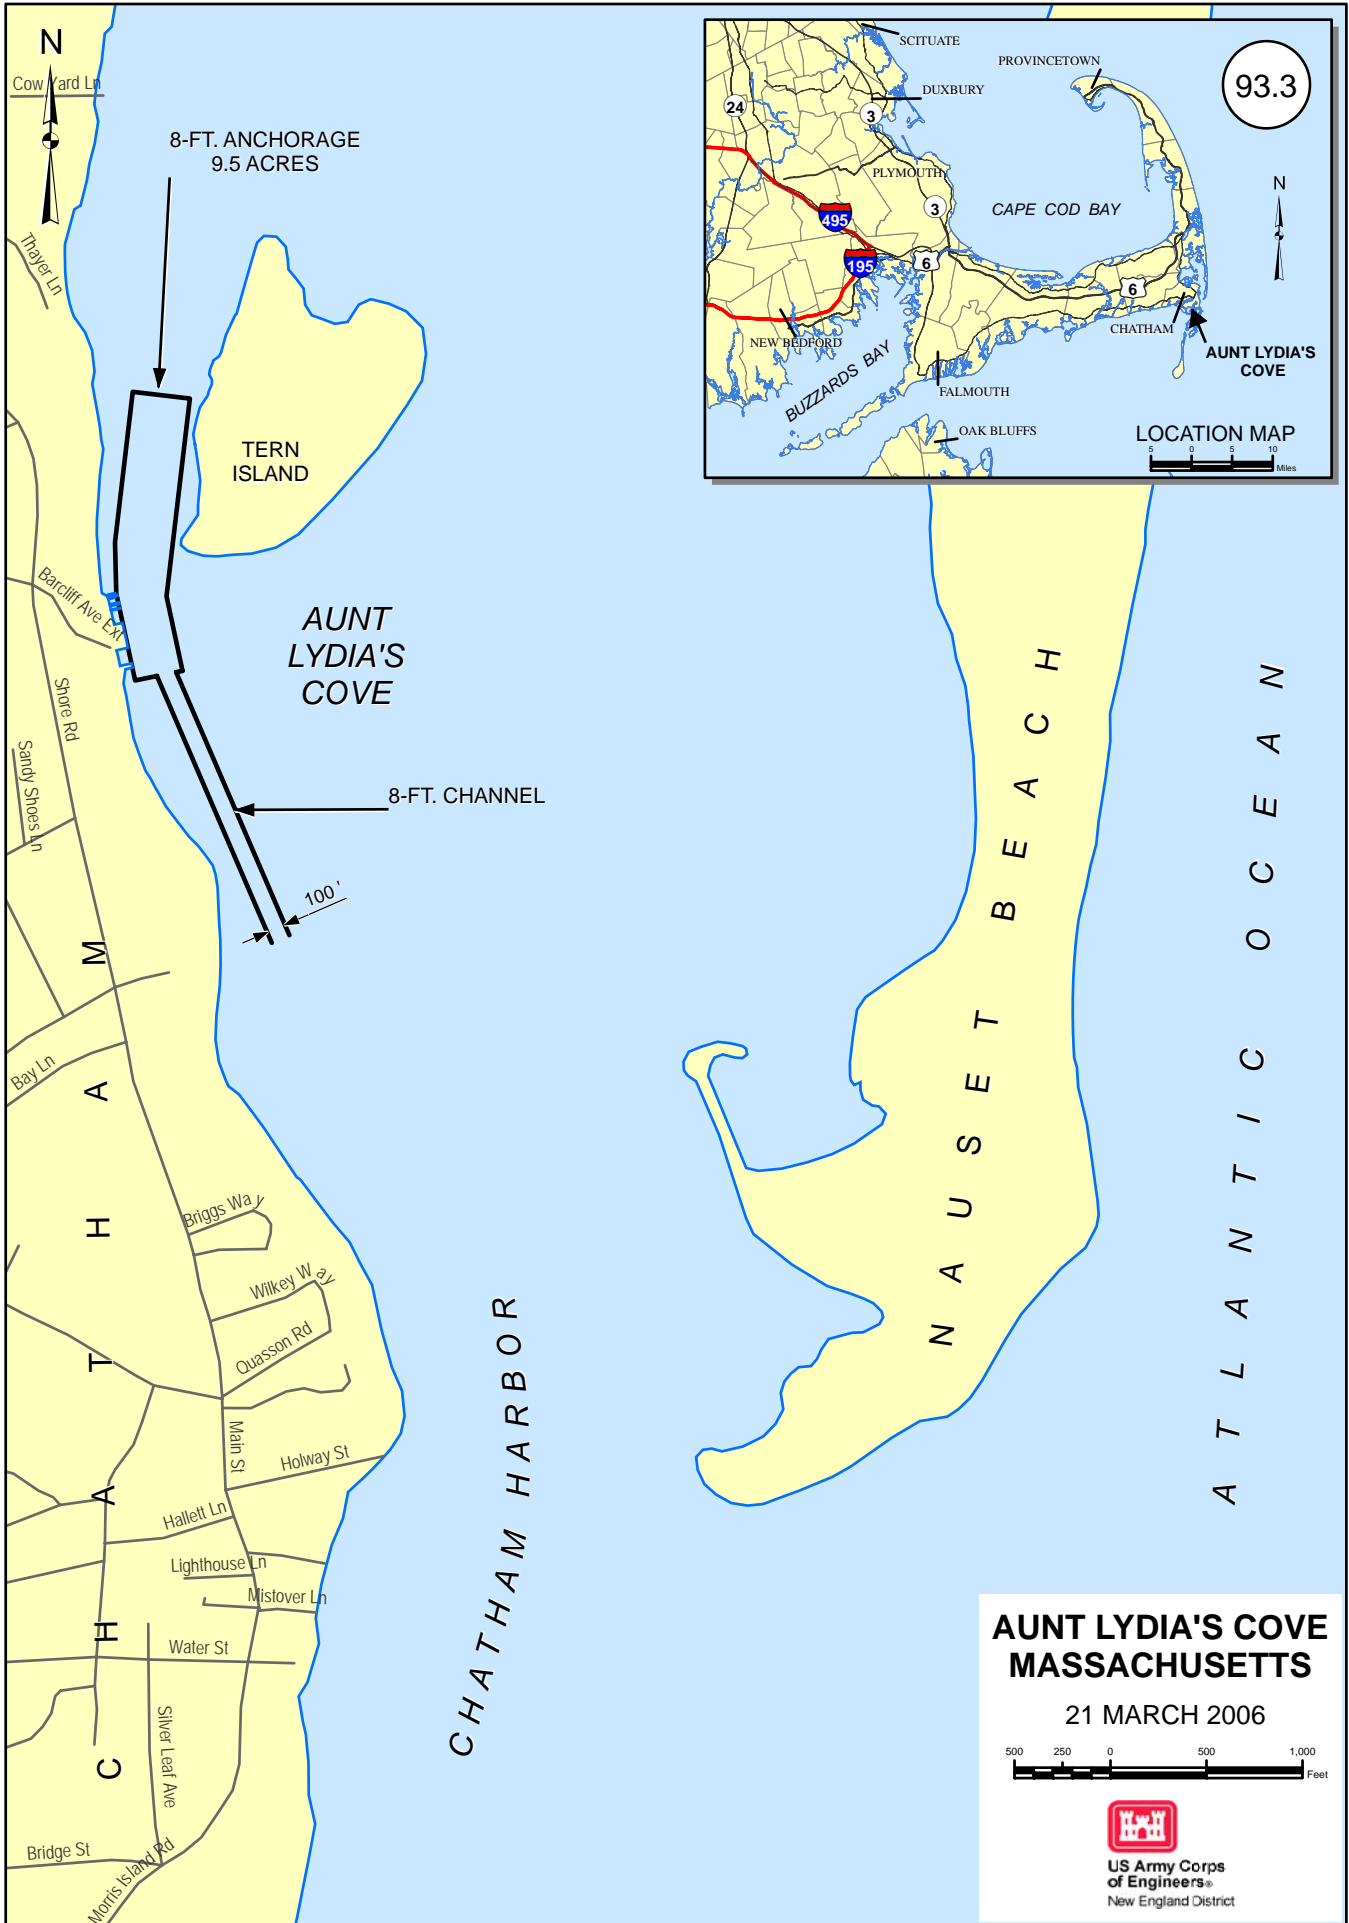 N
Cow Yard Ln
8-FT. ANCHORAGE
9.5 ACRES
Thayer Ln
TERN
ISLAND
Barcliff Ave Ext
AUNT
LYDIA'S
COVE
Shore Rd
Sandy Shoes Ln
8-FT. CHANNEL
100 '
Bay Ln
Briggs Way
Wilkey Way
Quasson Rd
Main St
Holway St
Hallett Ln
Lighthouse Ln
Mistover Ln
Water St
Silver Leaf Ave
Bridge St
Morris Island Rd
CHATHAM
CHATHAM HARBOR
NAUSET BEACH
ATLANTIC OCEAN
SCITUATE
PROVINCETOWN
93.3
DUXBURY
24
3
PLYMOUTH
N
CAPE COD BAY
3
495
195
6
6
CHATHAM
NEW BEDFORD
BUZZARDS BAY
AUNT LYDIA'S
COVE
FALMOUTH
OAK BLUFFS
LOCATION MAP
5 0 5 10
Miles
AUNT LYDIA'S COVE
MASSACHUSETTS
21 MARCH 2006
500 250 0 500 1,000
Feet
US Army Corps
of Engineers®
New England District